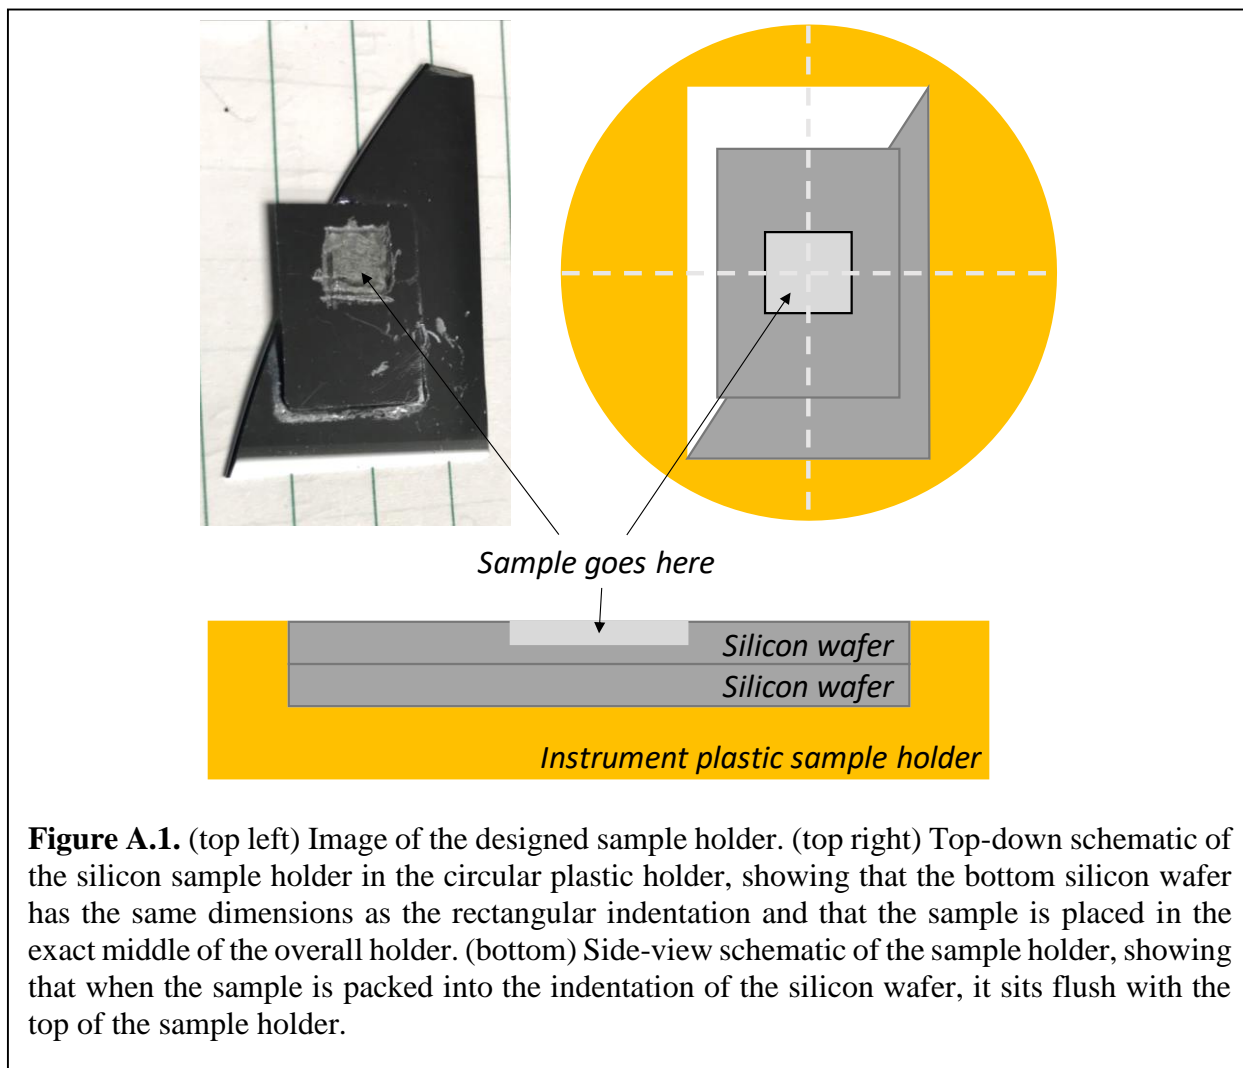 Sample goes here
Silicon wafer
Silicon wafer
Instrument plastic sample holder
Figure A.1. (top left) Image of the designed sample holder. (top right) Top-down schematic of
the silicon sample holder in the circular plastic holder, showing that the bottom silicon wafer
has the same dimensions as the rectangular indentation and that the sample is placed in the
exact middle of the overall holder. (bottom) Side-view schematic of the sample holder, showing
that when the sample is packed into the indentation of the silicon wafer, it sits flush with the
top of the sample holder.